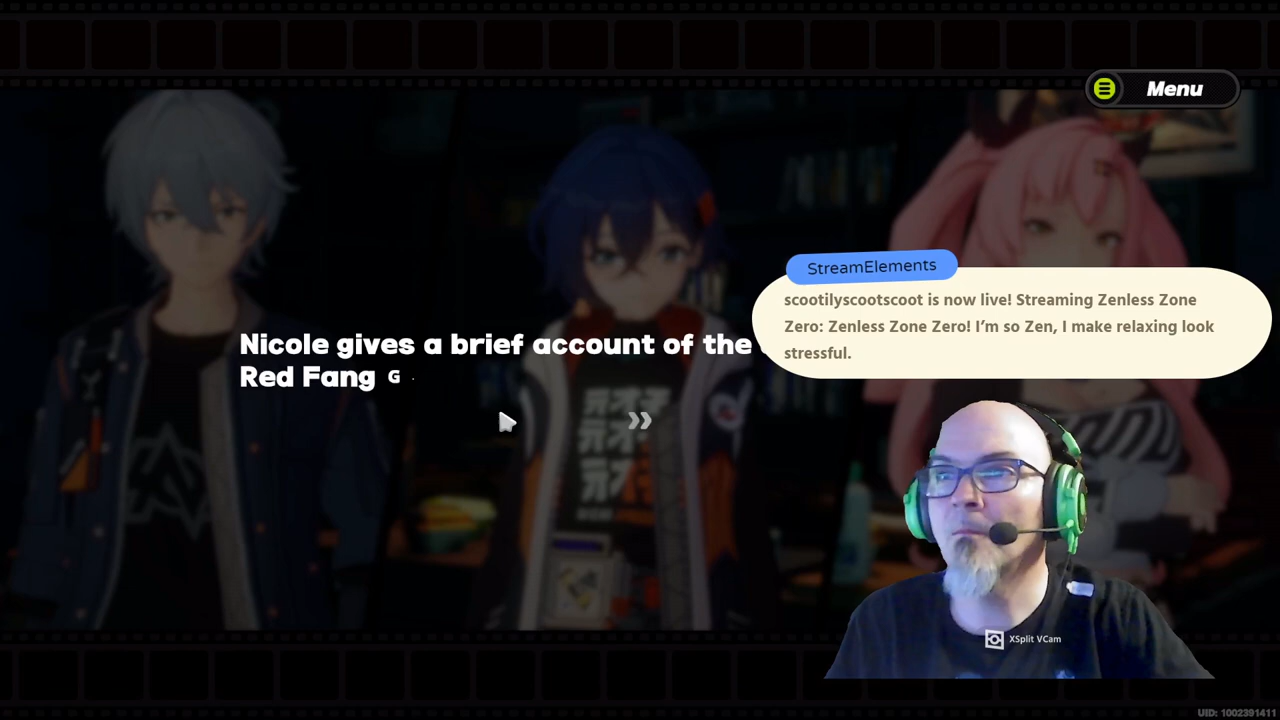 Menu
StreamElements
scootilyscootscoot is now live! Streaming Zenless Zone
Zero: Zenless Zone Zero! I'm so Zen, I make relaxing look
stressful.
Nicole gives a brief account of the
Red Fang G
XSplit VCam
UID: 1002391411